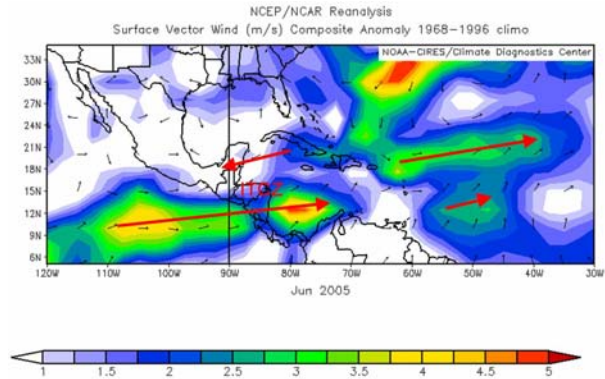 NCEP/NCAR Reanalysis
Surface Vector Wind (m/s) Composite Anomaly 1968–1996 climo
NOAA-CIRES/Climate Diagnostics Center
33N
30N
27N
24N
21N
18N
15N
ITCZ
12N
9N
6N
120W 110W 100W 90W 80W 70W 60W 50W 40W 30W
Jun 2005
1 1.5 2 2.5 3 3.5 4 4.5 5